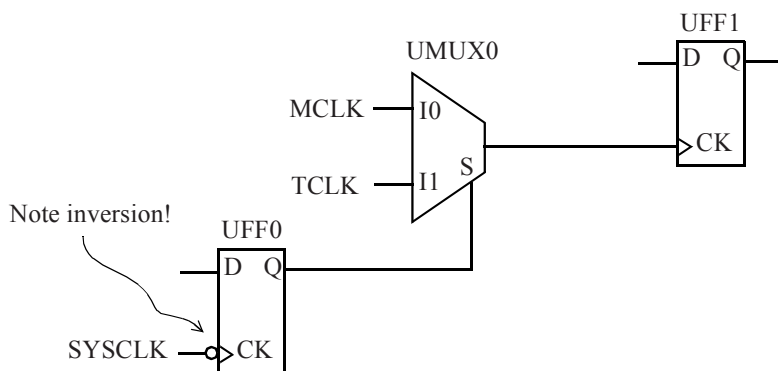 UFF1
D Q
CK
UMUX0
MCLK
I0
TCLK
I1
S
Note inversion!
UFF0
D Q
SYSCLK
CK